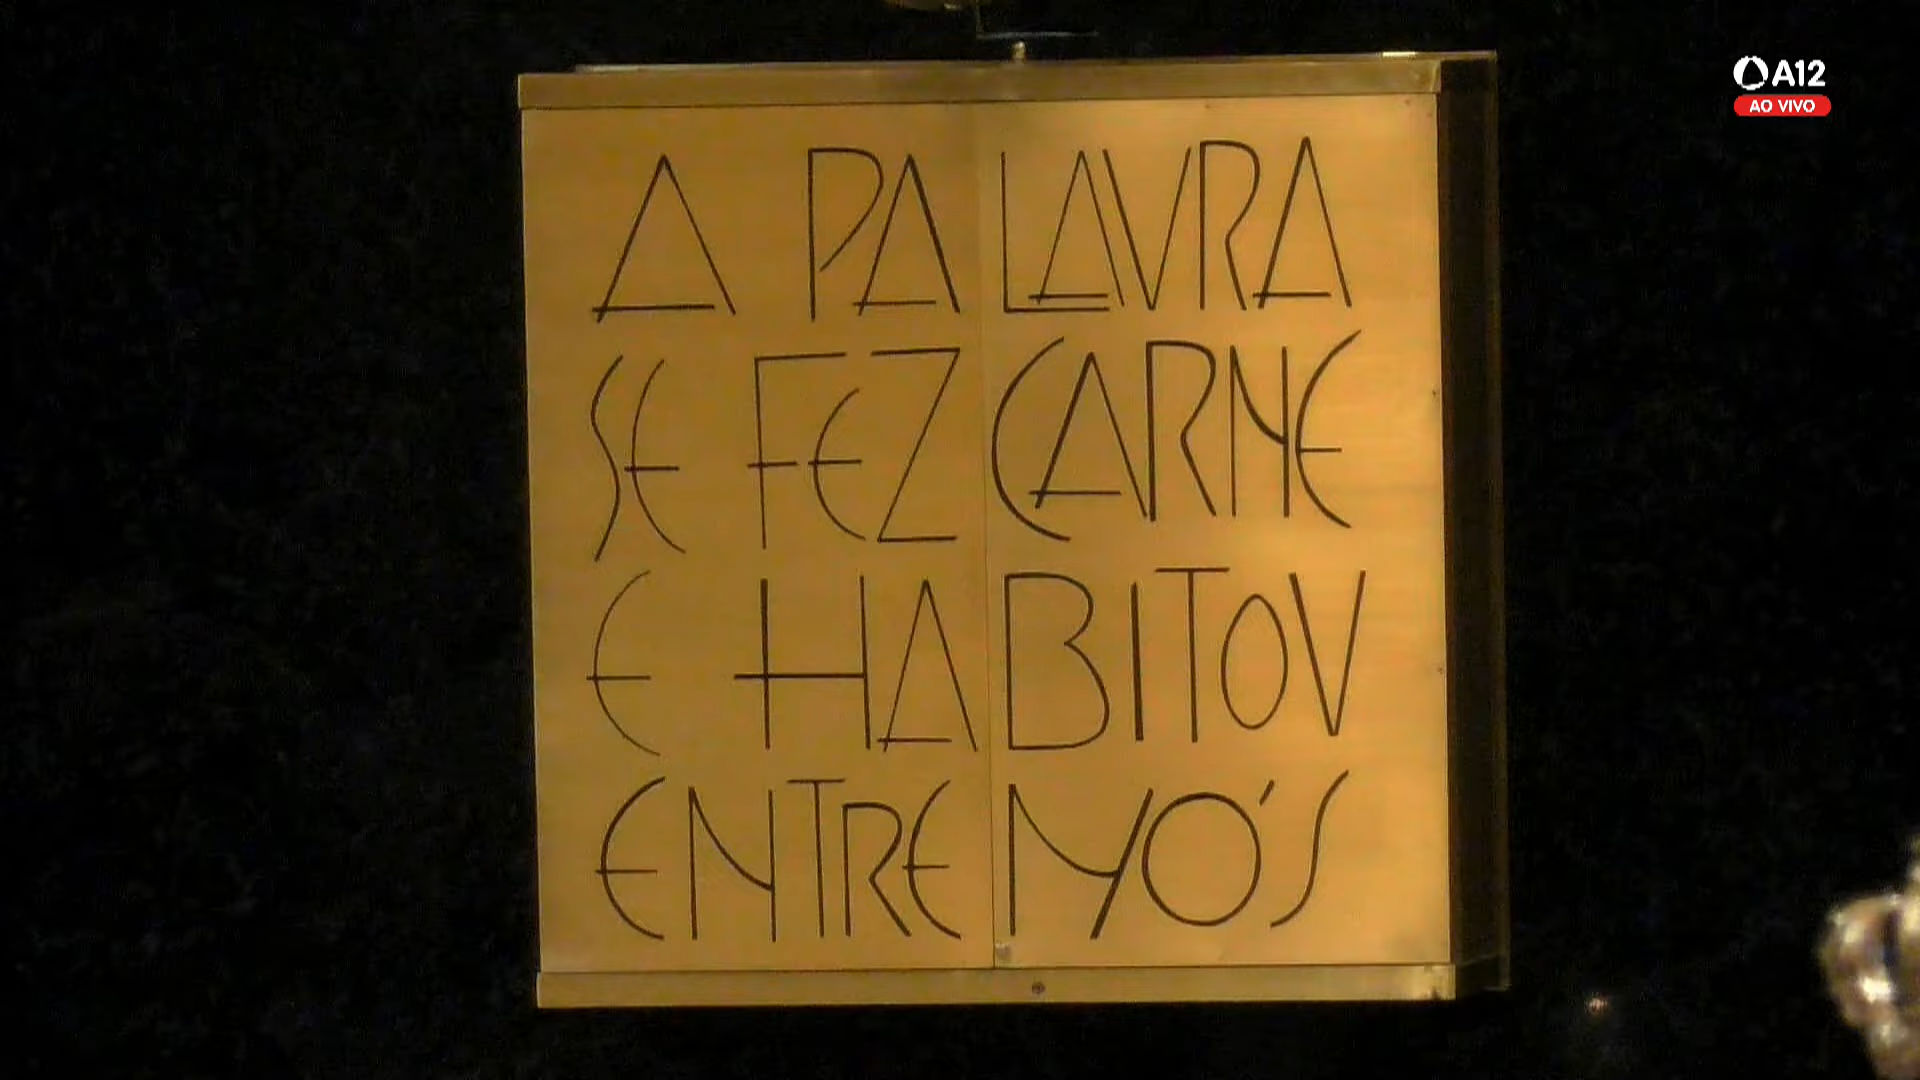 A PALAVRA
SE FEZ CARNE
E HABITOV
ENTRE NÓS
A12
AO VIVO